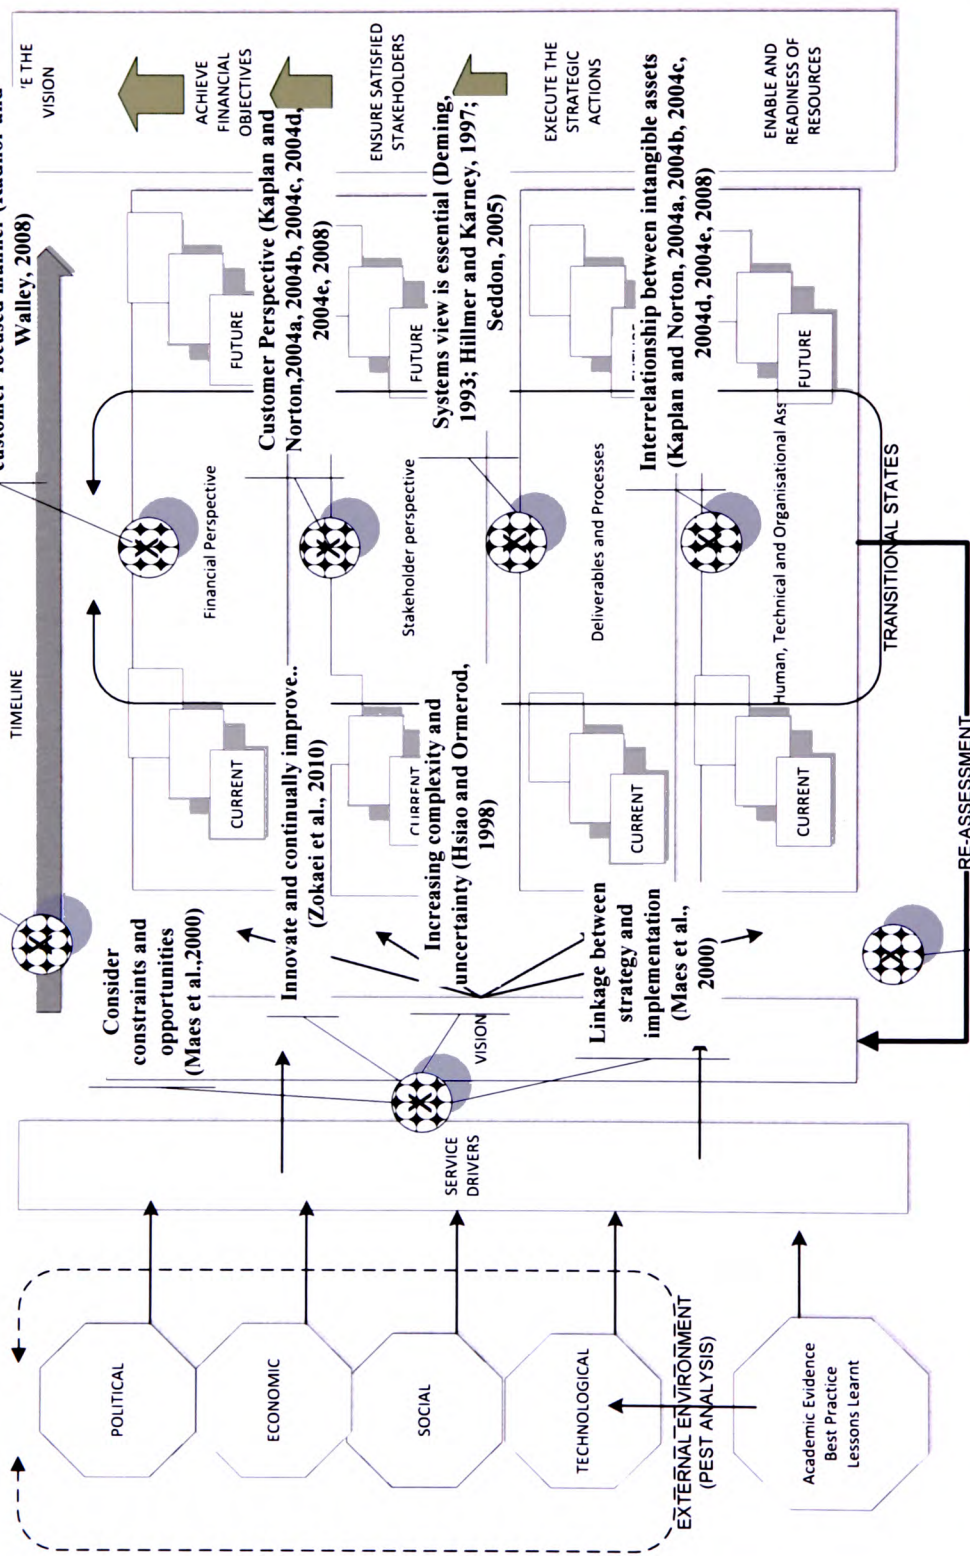 customer focused manner (Radnor and
Walley, 2008)
TIMELINE
'E THE
VISION
POLITICAL
ECONOMIC
SOCIAL
TECHNOLOGICAL
EXTERNAL ENVIRONMENT
(PEST ANALYSIS)
Academic Evidence
Best Practice
Lessons Learnt
SERVICE
DRIVERS
Consider
constraints and
opportunities
(Maes et al.,2000)
Innovate and continually improve..
(Zokaei et al., 2010)
Increasing complexity and
uncertainty (Hsiao and Ormerod,
1998)
VISION
Linkage between
strategy and
implementation
(Maes et al.,
2000)
CURRENT
Financial Perspective
FUTURE
Customer Perspective (Kaplan and
Norton,2004a, 2004b, 2004c, 2004d,
2004e, 2008)
CURRENT
Stakeholder perspective
FUTURE
Systems view is essential (Deming,
1993; Hillmer and Karney, 1997;
Seddon, 2005)
CURRENT
Deliverables and Processes
Interrelationship between intangible assets
(Kaplan and Norton, 2004a, 2004b, 2004c,
2004d, 2004e, 2008)
CURRENT
Human, Technical and Organisational Ass
FUTURE
TRANSITIONAL STATES
RE-ASSESSMENT
ACHIEVE
FINANCIAL
OBJECTIVES
ENSURE SATISFIED
STAKEHOLDERS
EXECUTE THE
STRATEGIC
ACTIONS
ENABLE AND
READINESS OF
RESOURCES